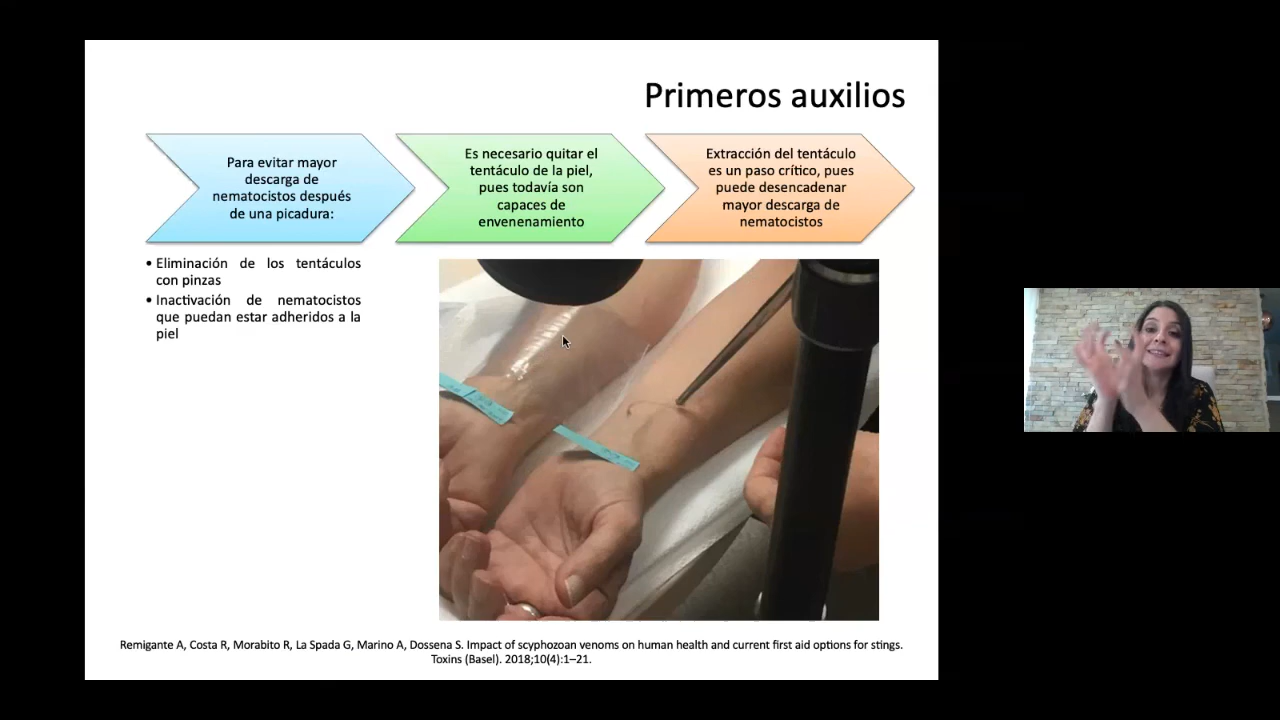 Primeros auxilios
Para evitar mayor
descarga de
nematocistos después
de una picadura:
Es necesario quitar el
tentáculo de la piel,
pues todavía son
capaces de
envenenamiento
Extracción del tentáculo
es un paso crítico, pues
puede desencadenar
mayor descarga de
nematocistos
• Eliminación de los tentáculos
con pinzas
• Inactivación de nematocistos
que puedan estar adheridos a la
piel
Remigante A, Costa R, Morabito R, La Spada G, Marino A, Dossena S. Impact of scyphozoan venoms on human health and current first aid options for stings.
Toxins (Basel). 2018;10(4):1–21.